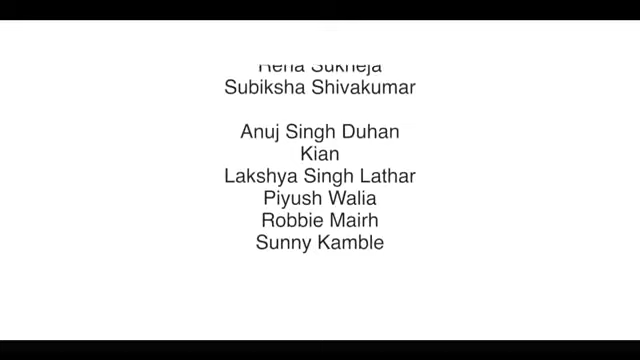 Subiksha Shivakumar
Anuj Singh Duhan
Kian
Lakshya Singh Lathar
Piyush Walia
Robbie Mairh
Sunny Kamble